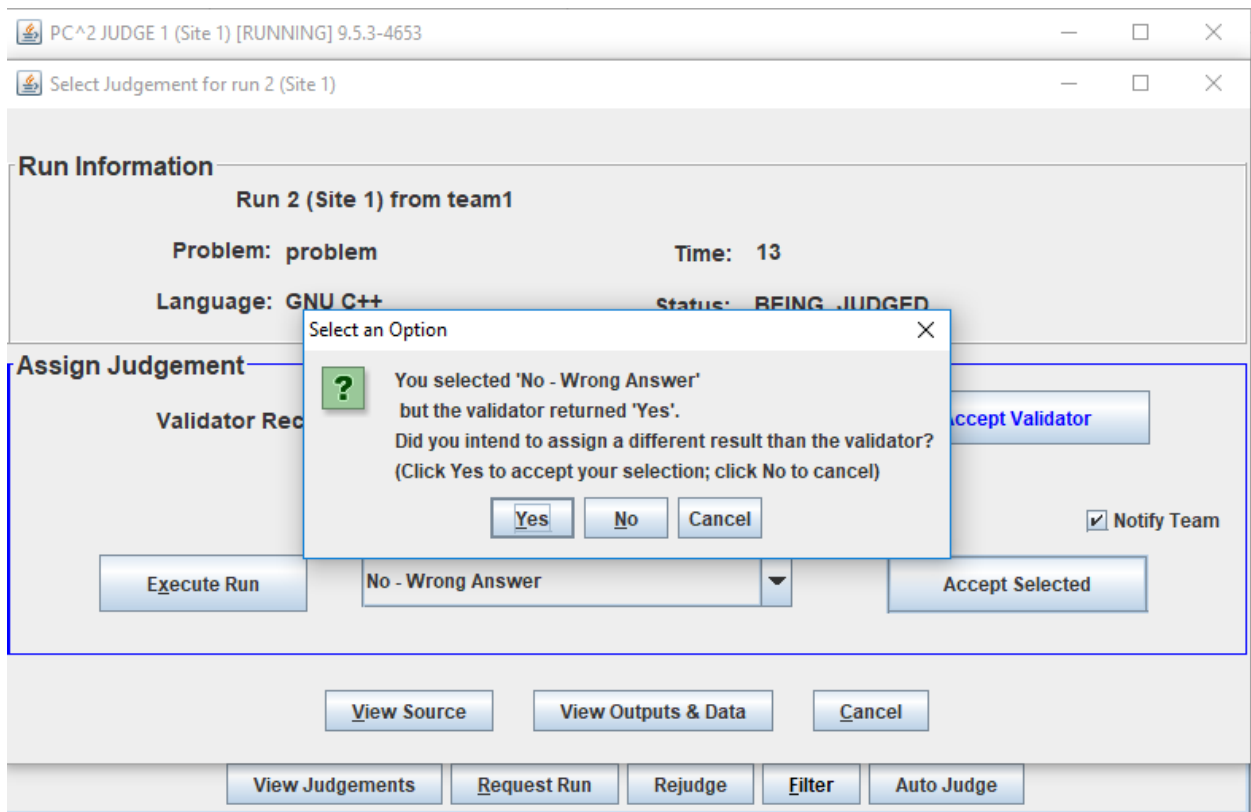 PC^2 JUDGE 1 (Site 1) [RUNNING] 9.5.3-4653
Select Judgement for run 2 (Site 1)
Run Information
Run 2 (Site 1) from team1
Problem: problem
Time: 13
Language: GNU C++
Status: BEING_JUDGED
Select an Option
Assign Judgement
You selected 'No - Wrong Answer'
but the validator returned 'Yes'.
Did you intend to assign a different result than the validator?
(Click Yes to accept your selection; click No to cancel)
Validator Rec
Accept Validator
Yes No Cancel
Notify Team
Execute Run
No - Wrong Answer
Accept Selected
View Source View Outputs & Data Cancel
View Judgements Request Run Rejudge Filter Auto Judge